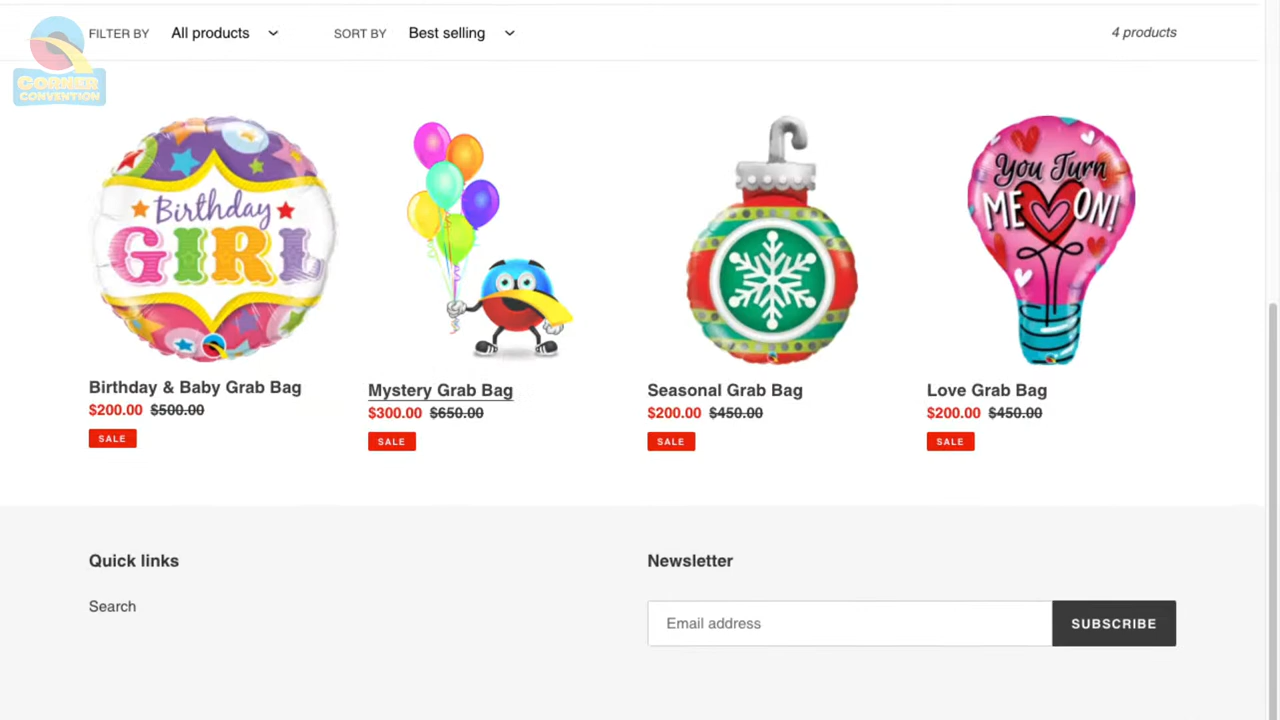 CORNER
CONVENTION
FILTER BY All products SORT BY Best selling 4 products
Birthday
GIRL
You Turn
ME ON!
Birthday & Baby Grab Bag
$200.00 $500.00
SALE
Mystery Grab Bag
$300.00 $650.00
SALE
Seasonal Grab Bag
$200.00 $450.00
SALE
Love Grab Bag
$200.00 $450.00
SALE
Quick links
Search
Newsletter
Email address
SUBSCRIBE